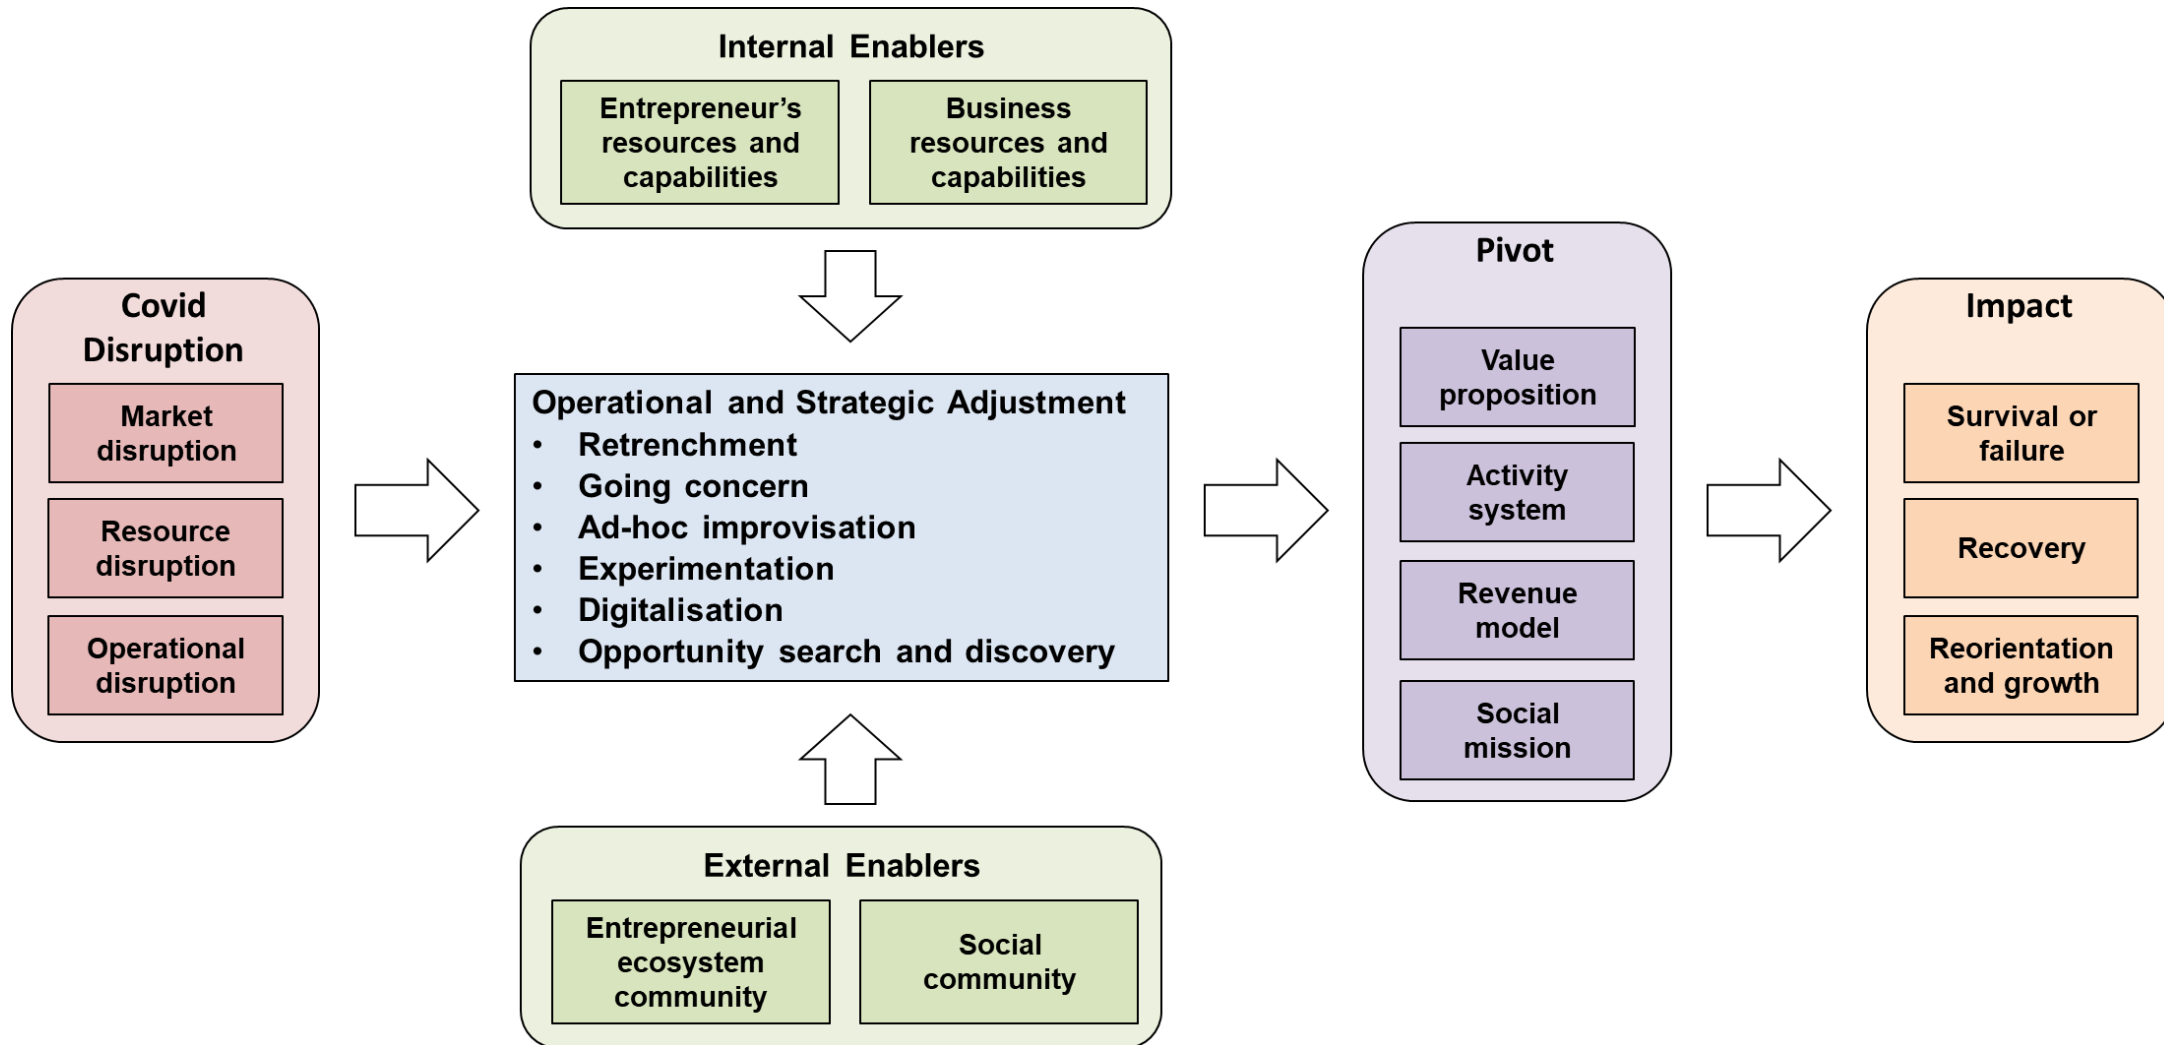 Internal Enablers
Entrepreneur's
resources and
capabilities
Business
resources and
capabilities
Covid
Disruption
Market
disruption
Resource
disruption
Operational
disruption
Operational and Strategic Adjustment
• Retrenchment
• Going concern
• Ad-hoc improvisation
• Experimentation
• Digitalisation
• Opportunity search and discovery
External Enablers
Entrepreneurial
ecosystem
community
Social
community
Pivot
Value
proposition
Activity
system
Revenue
model
Social
mission
Impact
Survival or
failure
Recovery
Reorientation
and growth